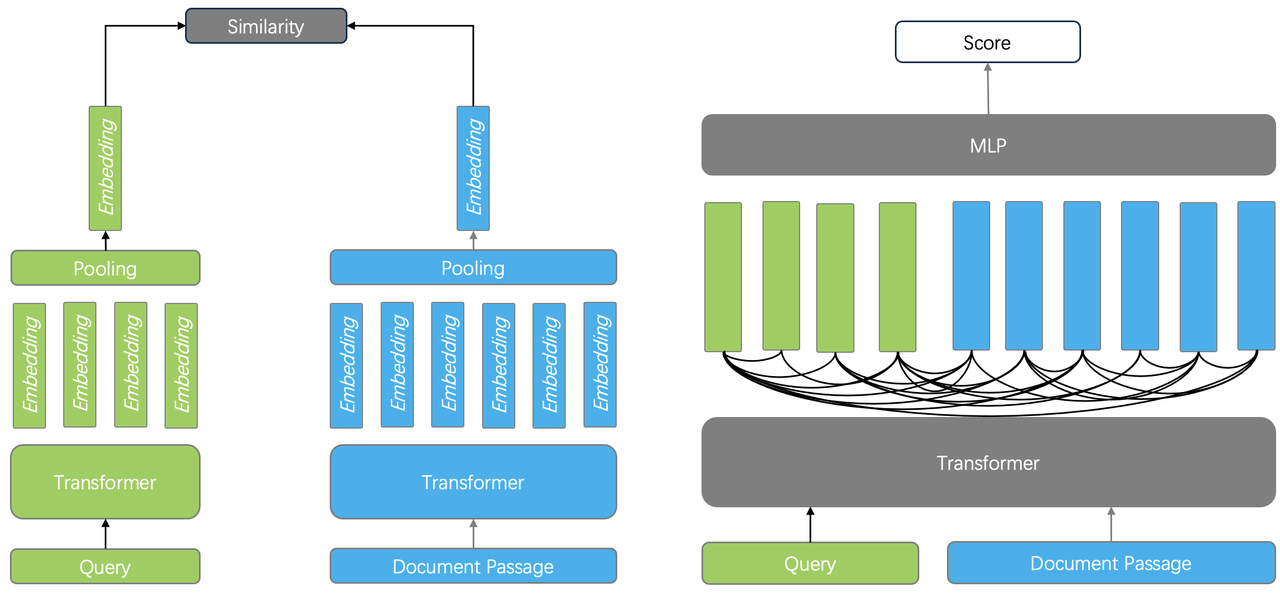 Similarity
Score
MLP
Embedding
Embedding
Pooling
Pooling
Embedding
Embedding
Embedding
Embedding
Embedding
Embedding
Embedding
Embedding
Embedding
Embedding
Transformer
Transformer
Transformer
Query
Document Passage
Query
Document Passage